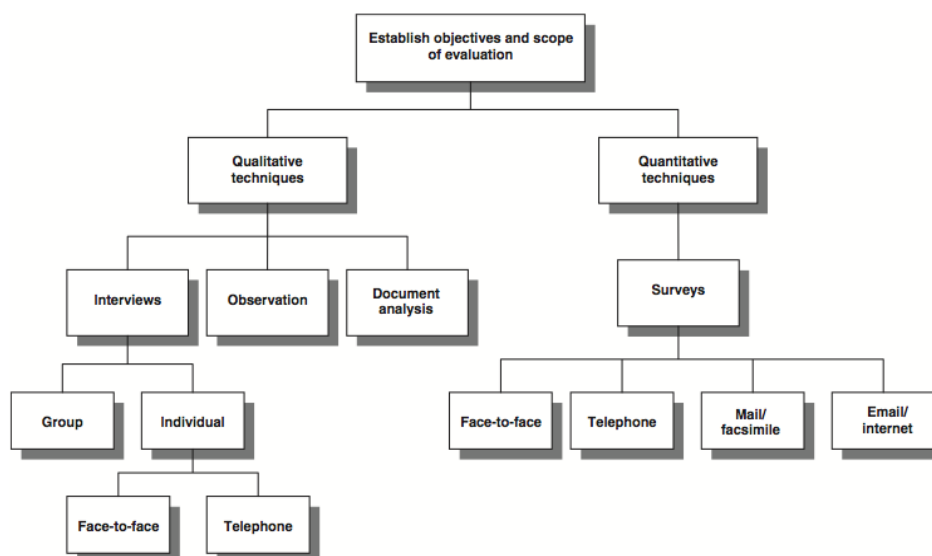 Establish objectives and scope
of evaluation
Qualitative
techniques
Quantitative
techniques
Interviews
Observation
Document
analysis
Surveys
Group
Individual
Face-to-face
Telephone
Mail/
facsimile
Email/
internet
Face-to-face
Telephone